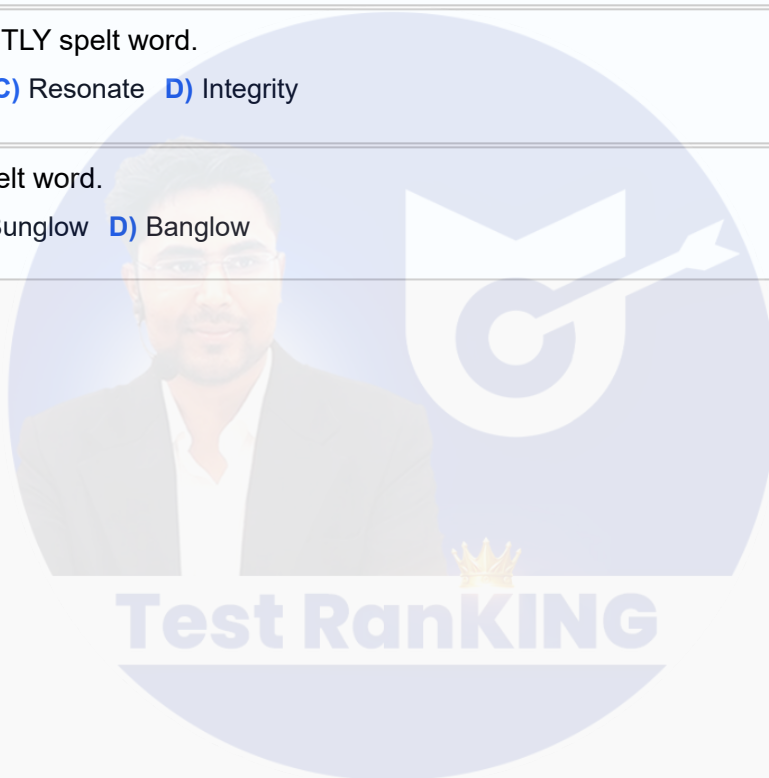 TLY spelt word.
C) Resonate D) Integrity
elt word.
unglow D) Banglow
Test RanKING